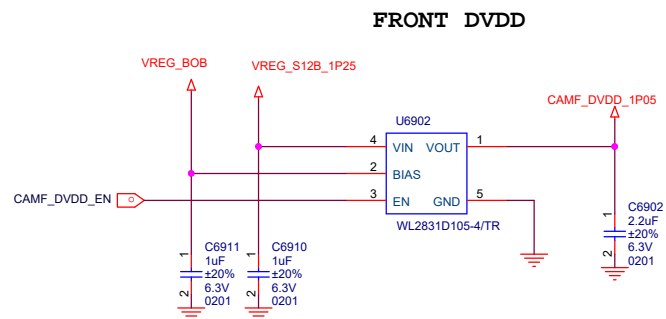 FRONT DVDD
VREG_BOB
VREG_S12B_1P25
CAMF_DVDD_1P05
U6902
4 VIN VOUT 1
2 BIAS
CAMF_DVDD_EN 3 EN GND 5
WL2831D105-4/TR
1
C6911
1uF
±20%
6.3V
0201
2
1
C6910
1uF
±20%
6.3V
0201
2
1
C6902
2.2uF
±20%
6.3V
0201
2